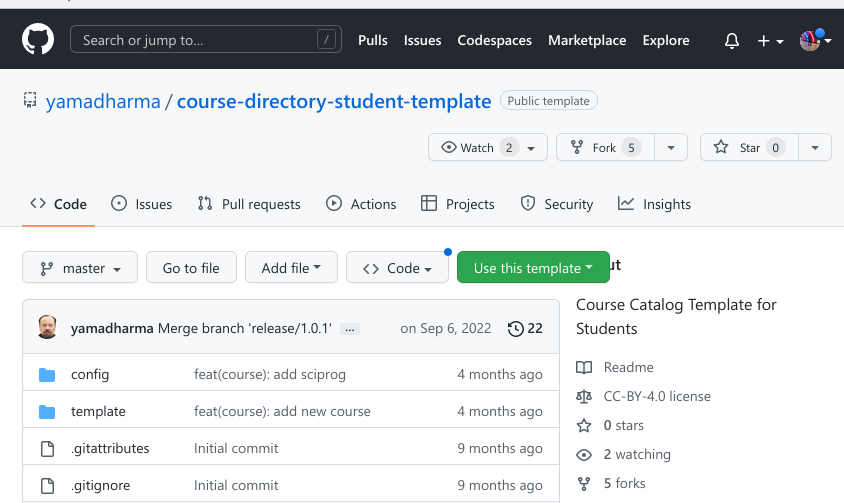 Search or jump to... /
Pulls Issues Codespaces Marketplace Explore
yamadharma / course-directory-student-template Public template
Watch 2 Fork 5 Star 0
Code Issues Pull requests Actions Projects Security Insights
master Go to file Add file Code Use this template ut
Course Catalog Template for
Students
yamadharma Merge branch 'release/1.0.1' ... on Sep 6, 2022 22
config feat(course): add sciprog 4 months ago
template feat(course): add new course 4 months ago
.gitattributes Initial commit 9 months ago
.gitignore Initial commit 9 months ago
Readme
CC-BY-4.0 license
0 stars
2 watching
5 forks